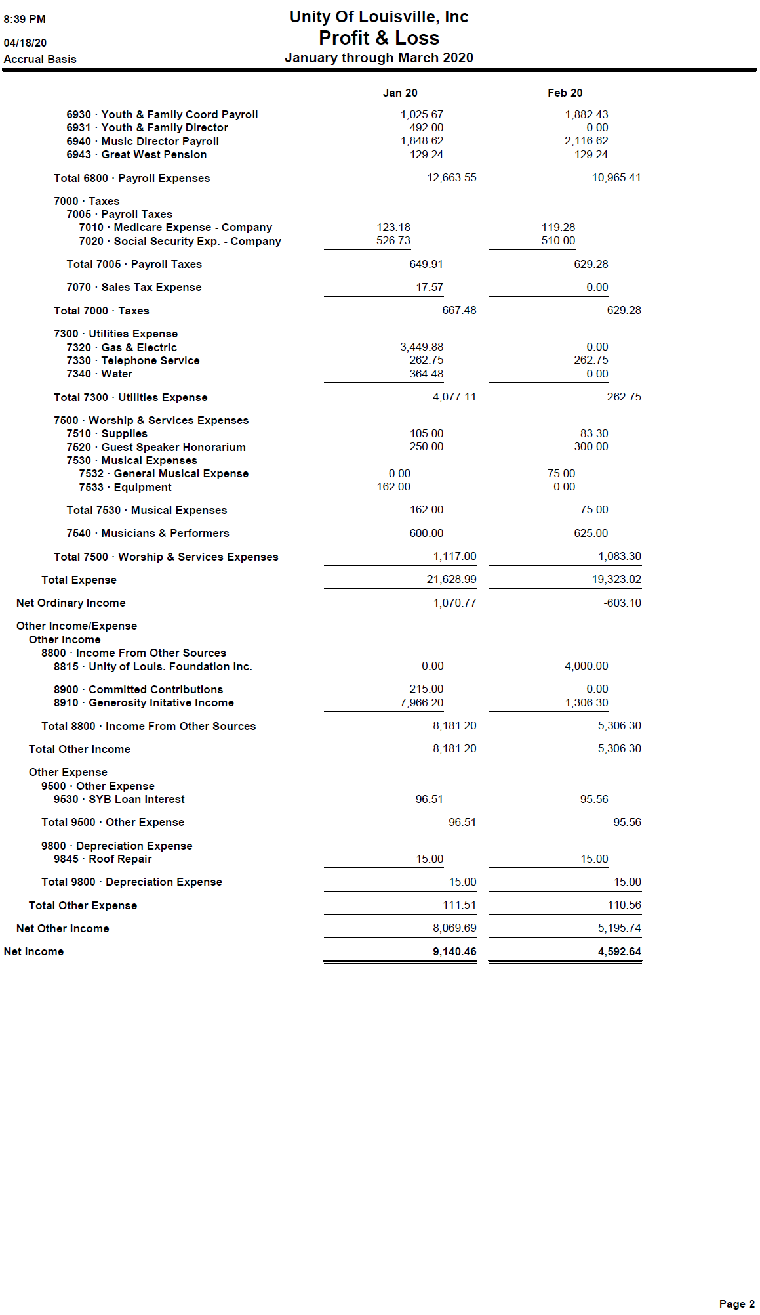 8:39 PM
Unity Of Louisville, Inc
04/18/20
Profit & Loss
Accrual Basis
January through March 2020
Jan 20 Feb 20
6930 · Youth & Family Coord Payroll 1,025.67 1,882.43
6931 · Youth & Family Director 492.00 0.00
6940 · Music Director Payroll 1,848.62 2,116.62
6943 · Great West Pension 129.24 129.24
Total 6800 · Payroll Expenses 12,663.55 10,965.41
7000 · Taxes
7005 · Payroll Taxes
7010 · Medicare Expense - Company 123.18 119.28
7020 · Social Security Exp. - Company 526.73 510.00
Total 7005 · Payroll Taxes 649.91 629.28
7070 · Sales Tax Expense 17.57 0.00
Total 7000 · Taxes 667.48 629.28
7300 · Utilities Expense
7320 · Gas & Electric 3,449.88 0.00
7330 · Telephone Service 262.75 262.75
7340 · Water 364.48 0.00
Total 7300 · Utilities Expense 4,077.11 262.75
7500 · Worship & Services Expenses
7510 · Supplies 105.00 83.30
7520 · Guest Speaker Honorarium 250.00 300.00
7530 · Musical Expenses
7532 · General Musical Expense 0.00 75.00
7533 · Equipment 162.00 0.00
Total 7530 · Musical Expenses 162.00 75.00
7540 · Musicians & Performers 600.00 625.00
Total 7500 · Worship & Services Expenses 1,117.00 1,083.30
Total Expense 21,628.99 19,323.02
Net Ordinary Income 1,070.77 -603.10
Other Income/Expense
Other Income
8800 · Income From Other Sources
8815 · Unity of Louis. Foundation Inc. 0.00 4,000.00
8900 · Committed Contributions 215.00 0.00
8910 · Generosity Initative Income 7,966.20 1,306.30
Total 8800 · Income From Other Sources 8,181.20 5,306.30
Total Other Income 8,181.20 5,306.30
Other Expense
9500 · Other Expense
9530 · SYB Loan Interest 96.51 95.56
Total 9500 · Other Expense 96.51 95.56
9800 · Depreciation Expense
9845 · Roof Repair 15.00 15.00
Total 9800 · Depreciation Expense 15.00 15.00
Total Other Expense 111.51 110.56
Net Other Income 8,069.69 5,195.74
Net Income 9,140.46 4,592.64
Page 2